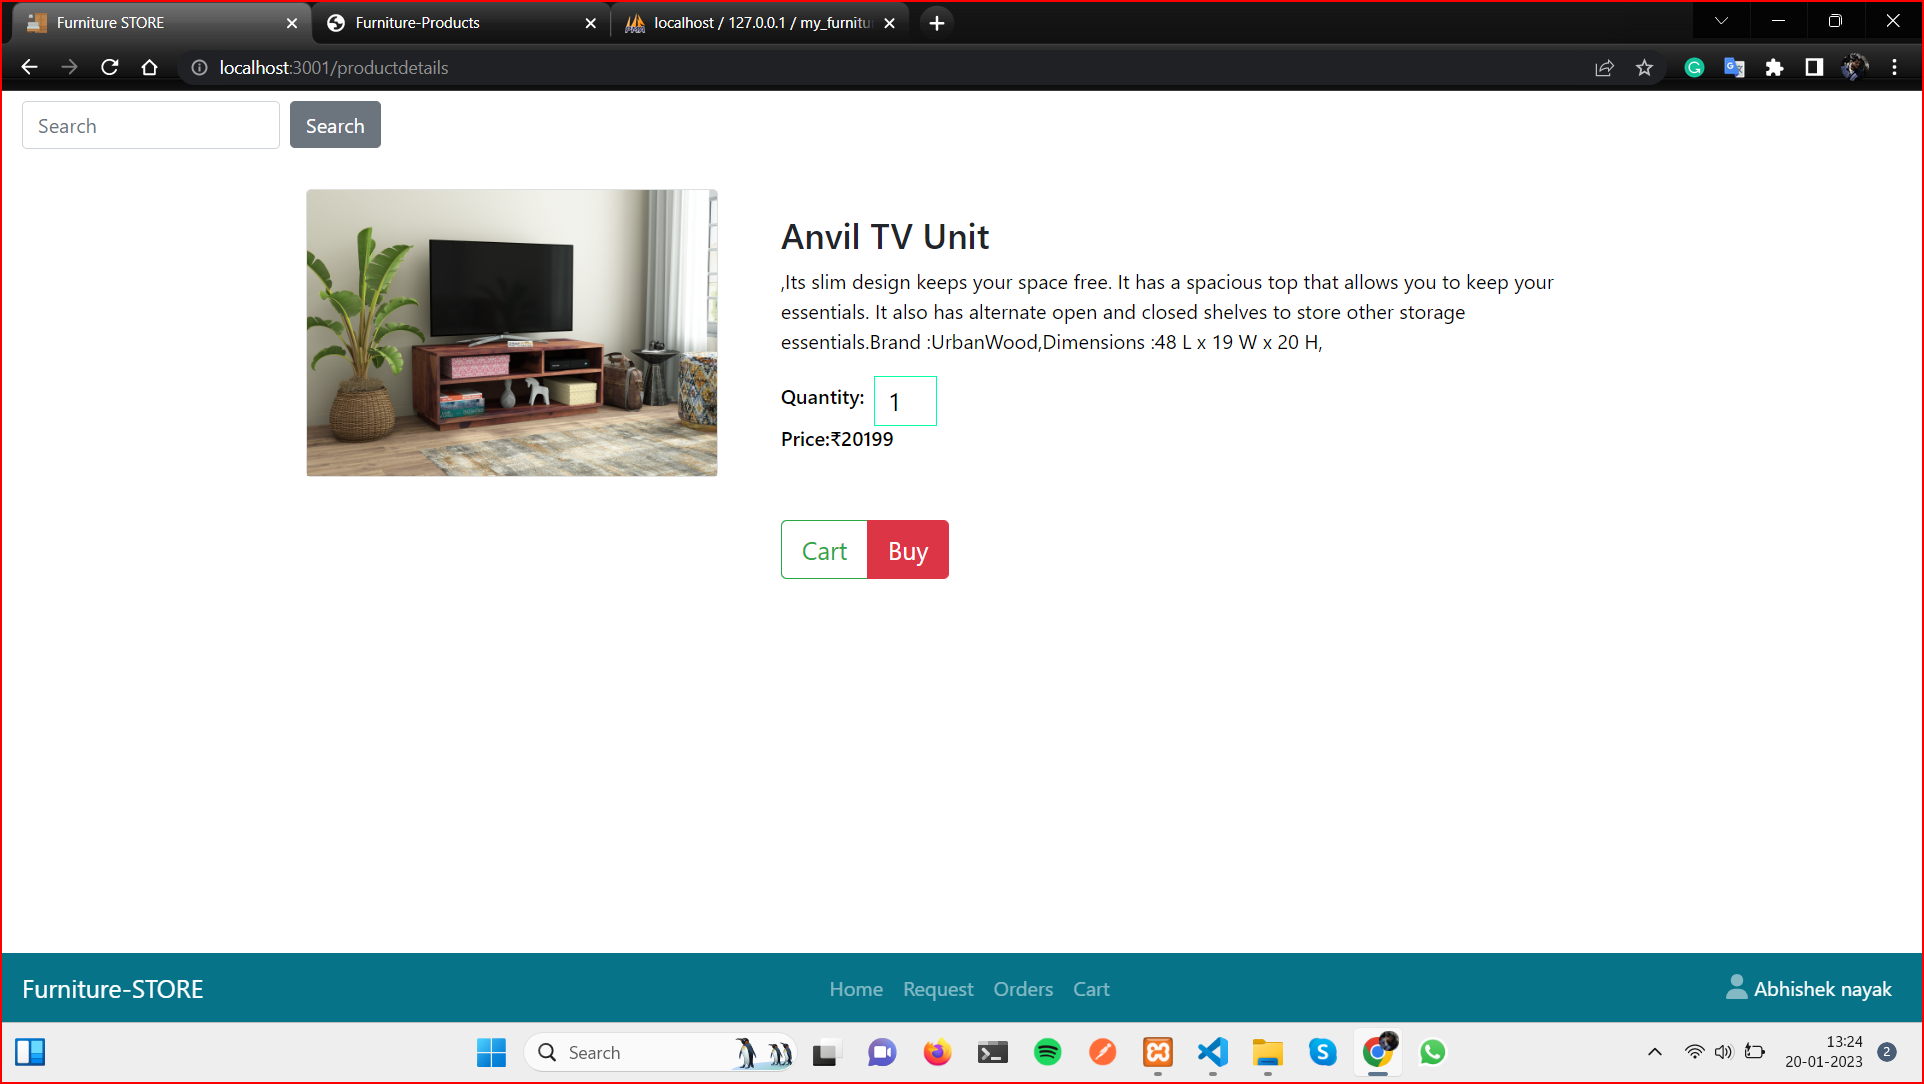 Furniture STORE
Furniture-Products
localhost / 127.0.0.1 / my_furnitu
localhost:3001/productdetails
Search
Search
Anvil TV Unit
,Its slim design keeps your space free. It has a spacious top that allows you to keep your
essentials. It also has alternate open and closed shelves to store other storage
essentials.Brand :UrbanWood,Dimensions :48 L x 19 W x 20 H,
Quantity: 1
Price:₹20199
Cart
Buy
Furniture-STORE
Home
Request
Orders
Cart
Abhishek nayak
Search
13:24
20-01-2023
2